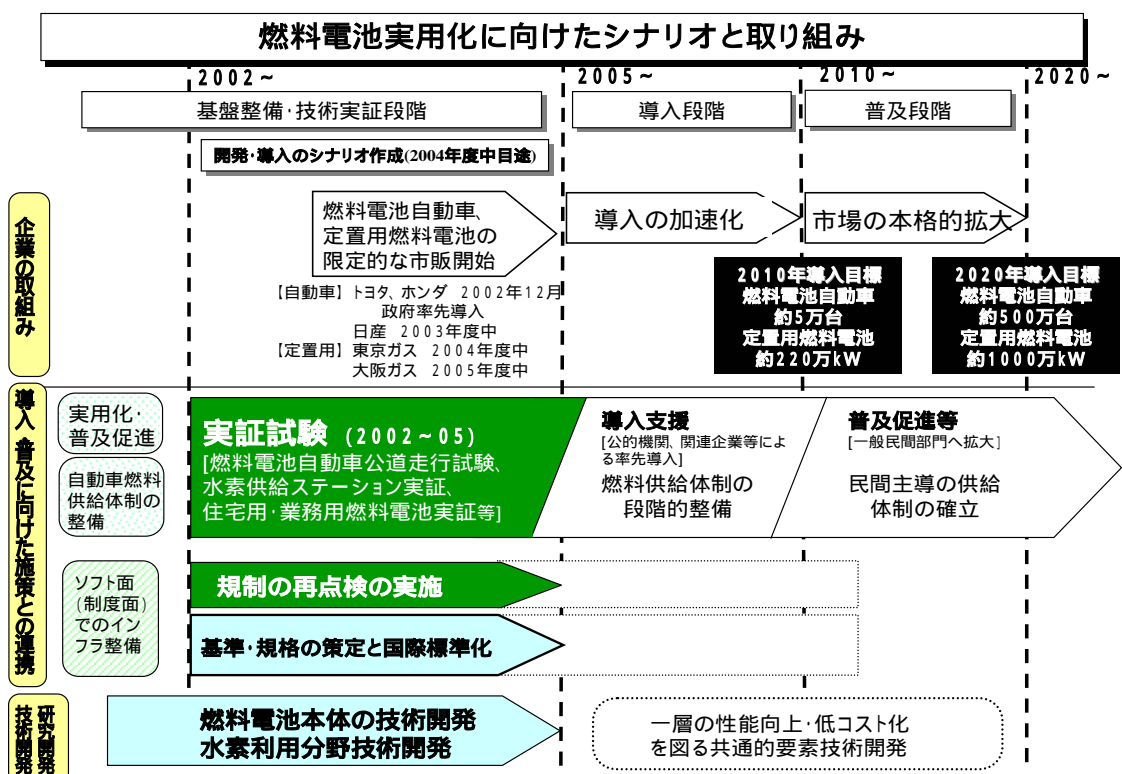 燃料電池実用化に向けたシナリオと取り組み
2002～
2005～
2010～
2020～
基盤整備・技術実証段階
導入段階
普及段階
開発・導入のシナリオ作成(2004年度中目途)
企業の取組み
燃料電池自動車、
定置用燃料電池の
限定的な市販開始
導入の加速化
市場の本格的拡大
【自動車】トヨタ、ホンダ 2002年12月
政府率先導入
日産 2003年度中
【定置用】東京ガス 2004年度中
大阪ガス 2005年度中
2010年導入目標
燃料電池自動車
約5万台
定置用燃料電池
約220万kW
2020年導入目標
燃料電池自動車
約500万台
定置用燃料電池
約1000万kW
導入・普及に向けた施策との連携
実用化・
普及促進
自動車燃料
供給体制の
整備
実証試験 (2002～05)
[燃料電池自動車公道走行試験、
水素供給ステーション実証、
住宅用・業務用燃料電池実証等]
導入支援
[公的機関、関連企業等によ
る率先導入]
燃料供給体制の
段階的整備
普及促進等
[一般民間部門へ拡大]
民間主導の供給
体制の確立
ソフト面
(制度面)
でのイン
フラ整備
規制の再点検の実施
基準・規格の策定と国際標準化
研究開発
技術開発
燃料電池本体の技術開発
水素利用分野技術開発
一層の性能向上・低コスト化
を図る共通的要素技術開発